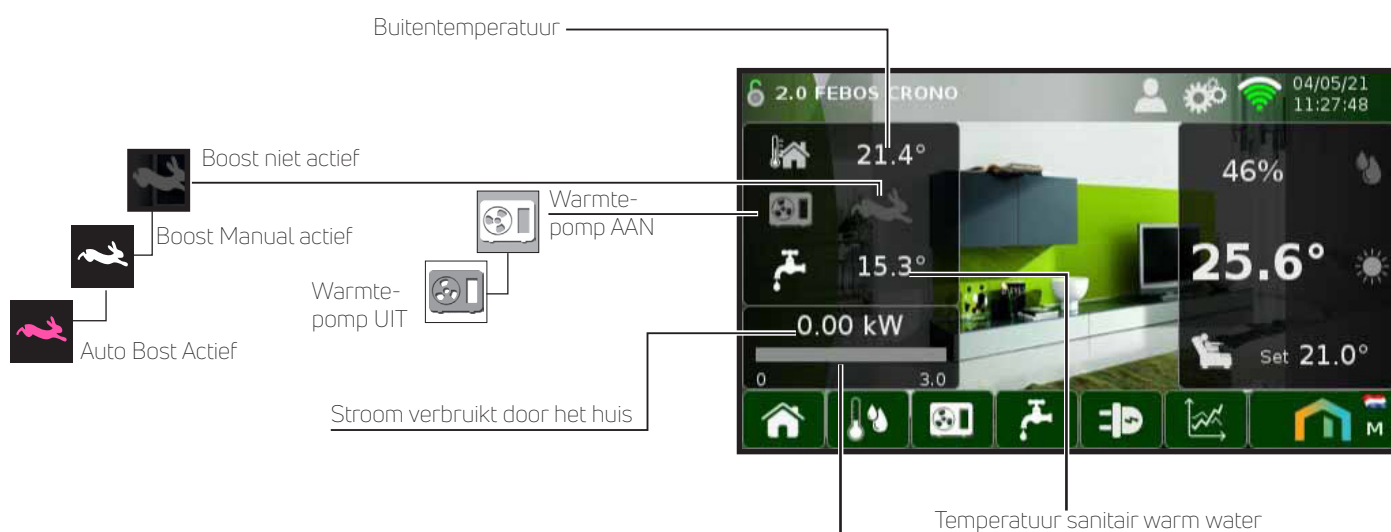 Buitentemperatuur
2.0 FEBOS CRONO
04/05/21
11:27:48
Boost niet actief
21.4°
46%
Warmte-
pomp AAN
Boost Manual actief
15.3°
25.6°
Warmte-
pomp UIT
0.00 kW
Auto Bost Actief
Set 21.0°
0 3.0
Stroom verbruikt door het huis
M
Temperatuur sanitair warm water